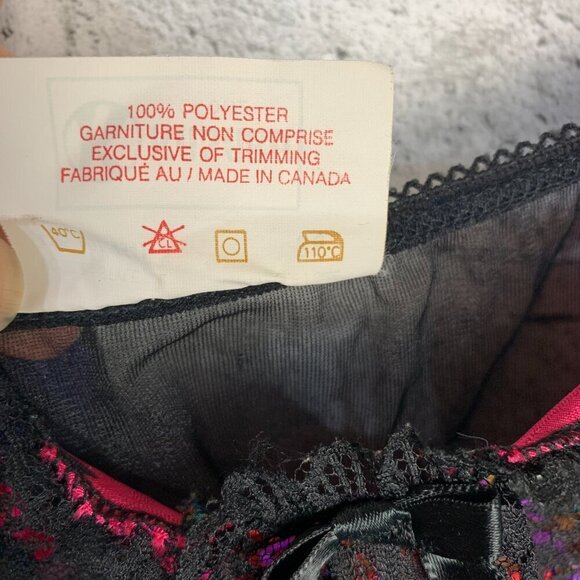 100% POLYESTER
GARNITURE NON COMPRISE
EXCLUSIVE OF TRIMMING
FABRIQUÉ AU / MADE IN CANADA
40°C CL 110°C